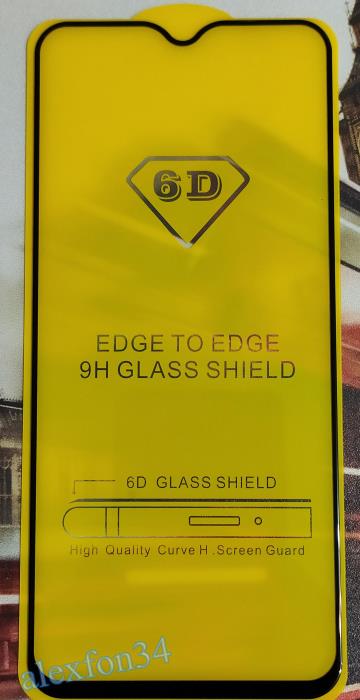 6D
EDGE TO EDGE
9H GLASS SHIELD
6D GLASS SHIELD
High Quality Curve H .Screen Guard
alexfon34